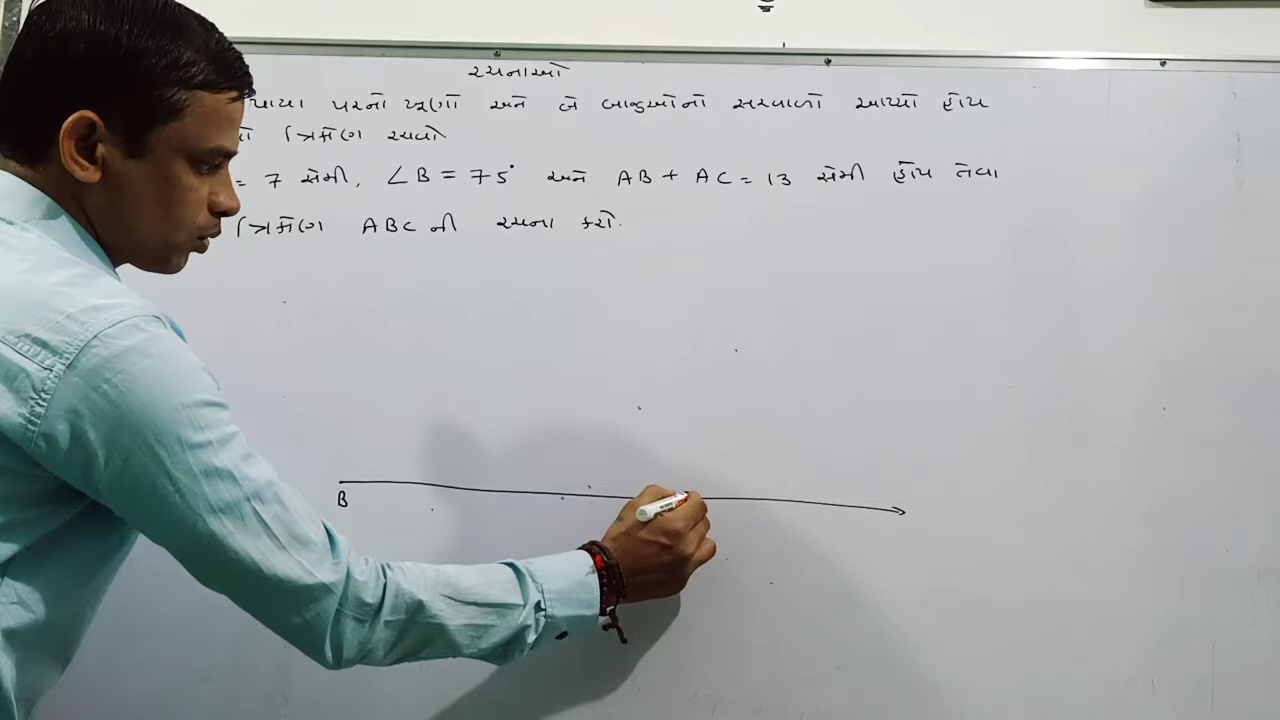 રચનાઓ
પાયા પરનો ખૂણો અને બે બાજુઓનો સરવાળો આપ્યો હોય
ત્રિકોણ રચવો
= 7 સેમી, ∠B = 75° અને AB + AC = 13 સેમી હોય તેવા
ત્રિકોણ ABC ની રચના કરો.
B